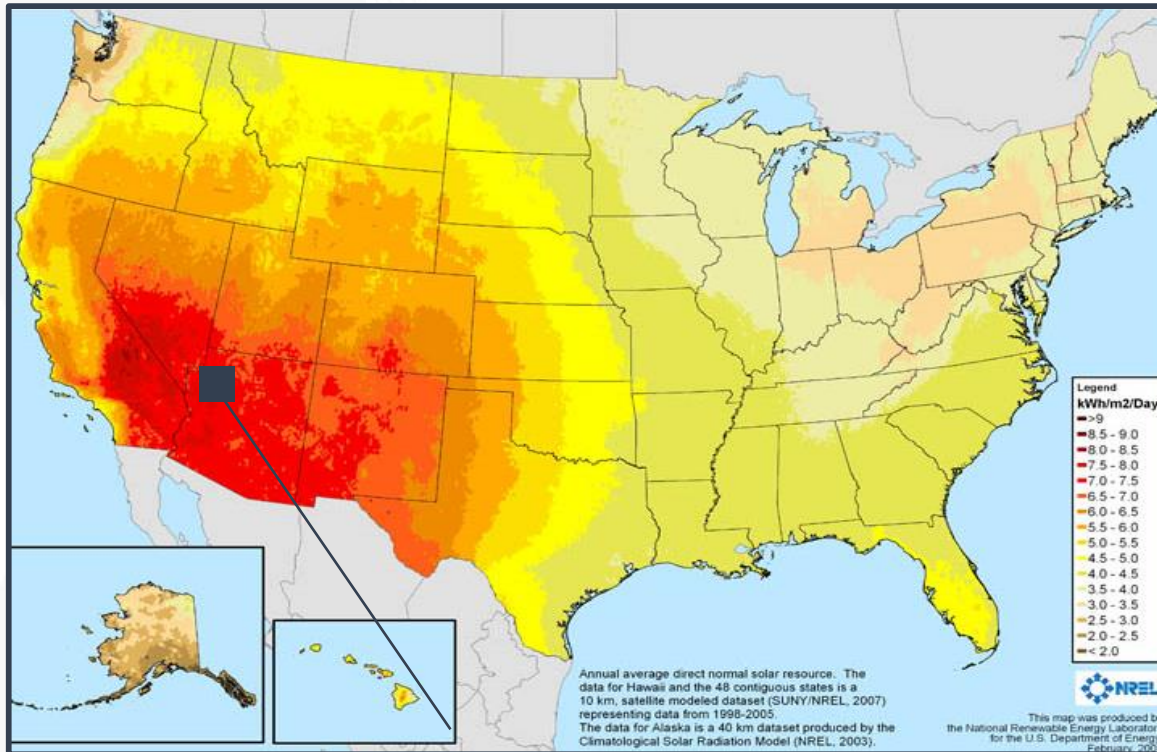 Legend
kWh/m2/Day
>9
8.5 - 9.0
8.0 - 8.5
7.5 - 8.0
7.0 - 7.5
6.5 - 7.0
6.0 - 6.5
5.5 - 6.0
5.0 - 5.5
4.5 - 5.0
4.0 - 4.5
3.5 - 4.0
3.0 - 3.5
2.5 - 3.0
2.0 - 2.5
< 2.0
Annual average direct normal solar resource. The
data for Hawaii and the 48 contiguous states is a
10 km, satellite modeled dataset (SUNY/NREL, 2007)
representing data from 1998-2005.
The data for Alaska is a 40 km dataset produced by the
Climatological Solar Radiation Model (NREL, 2003).
NREL
This map was produced b
the National Renewable Energy Laborator
for the U.S. Department of Energ
February, 200